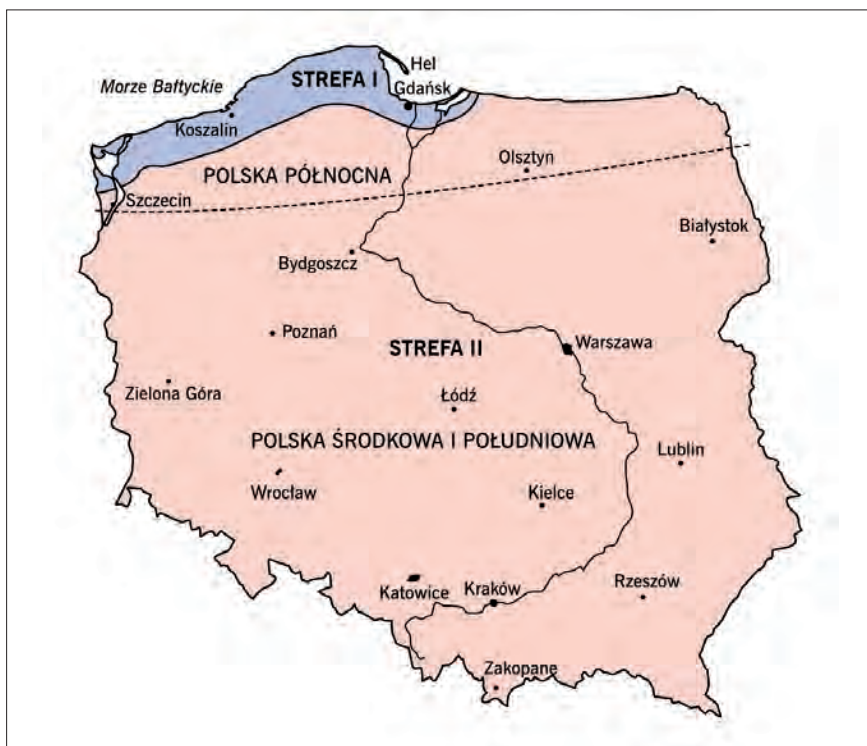 Hel
Morze Bałtyckie
STREFA I
Gdańsk
Koszalin
POLSKA PÓŁNOCNA
Olsztyn
Szczecin
Białystok
Bydgoszcz
Poznań
STREFA II
Warszawa
Zielona Góra
Łódź
POLSKA ŚRODKOWA I POŁUDNIOWA
Lublin
Wrocław
Kielce
Katowice
Kraków
Rzeszów
Zakopane